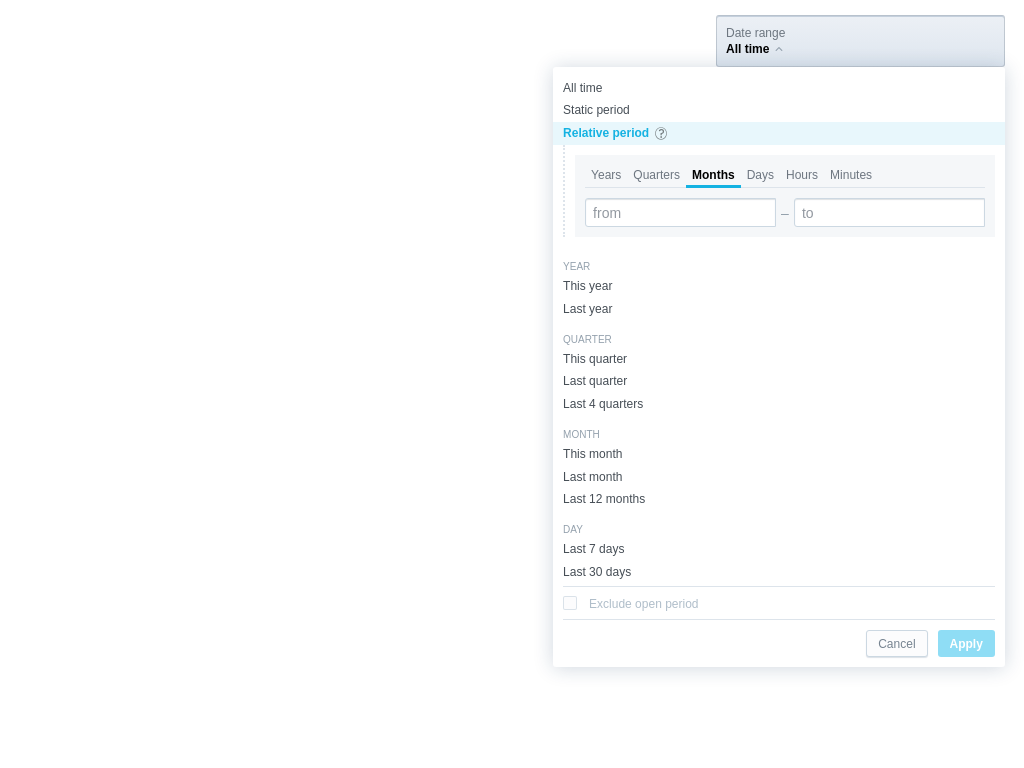 Date range
All time
All time
Static period
Relative period ?
Years Quarters Months Days Hours Minutes
from – to
YEAR
This year
Last year
QUARTER
This quarter
Last quarter
Last 4 quarters
MONTH
This month
Last month
Last 12 months
DAY
Last 7 days
Last 30 days
Exclude open period
Cancel Apply